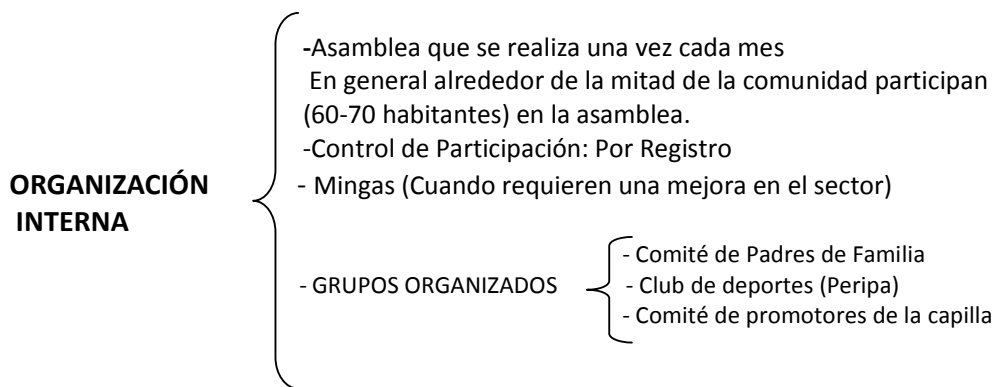 -Asamblea que se realiza una vez cada mes
En general alrededor de la mitad de la comunidad participan
(60-70 habitantes) en la asamblea.
-Control de Participación: Por Registro
ORGANIZACIÓN
INTERNA
- Mingas (Cuando requieren una mejora en el sector)
- GRUPOS ORGANIZADOS
- Comité de Padres de Familia
- Club de deportes (Peripa)
- Comité de promotores de la capilla